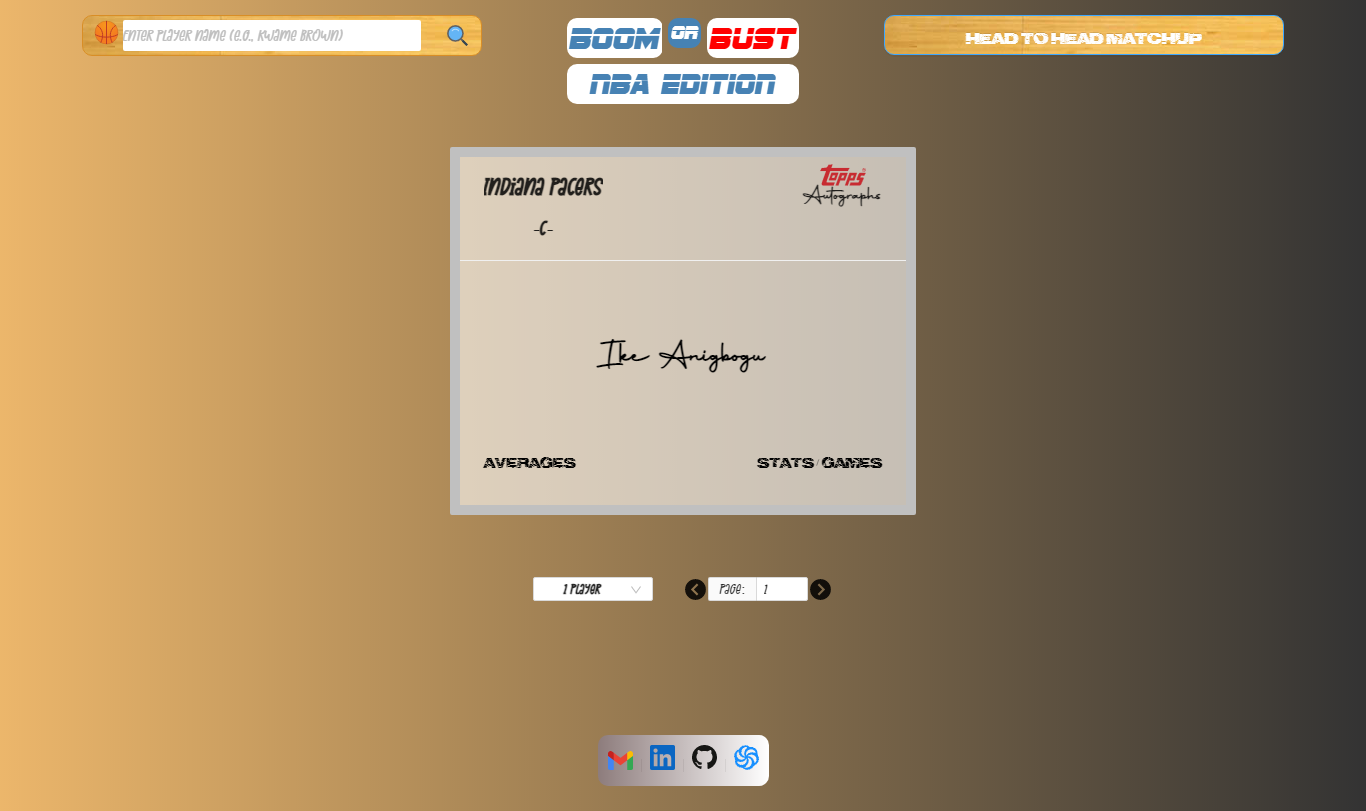 Enter player name (e.g., Kwame Brown)
BOOM OR BUST
NBA EDITION
HEAD TO HEAD MATCHUP
Indiana Pacers
topps
Autographs
-C-
Ike Anigbogu
AVERAGES
STATS / GAMES
1 Player
Page: 1
in